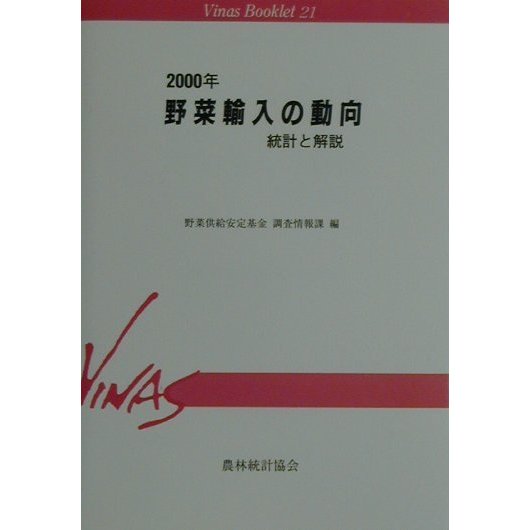 Vinas Booklet 21
2000年
野菜輸入の動向
統計と解説
野菜供給安定基金 調査情報課 編
VINAS
農林統計協会